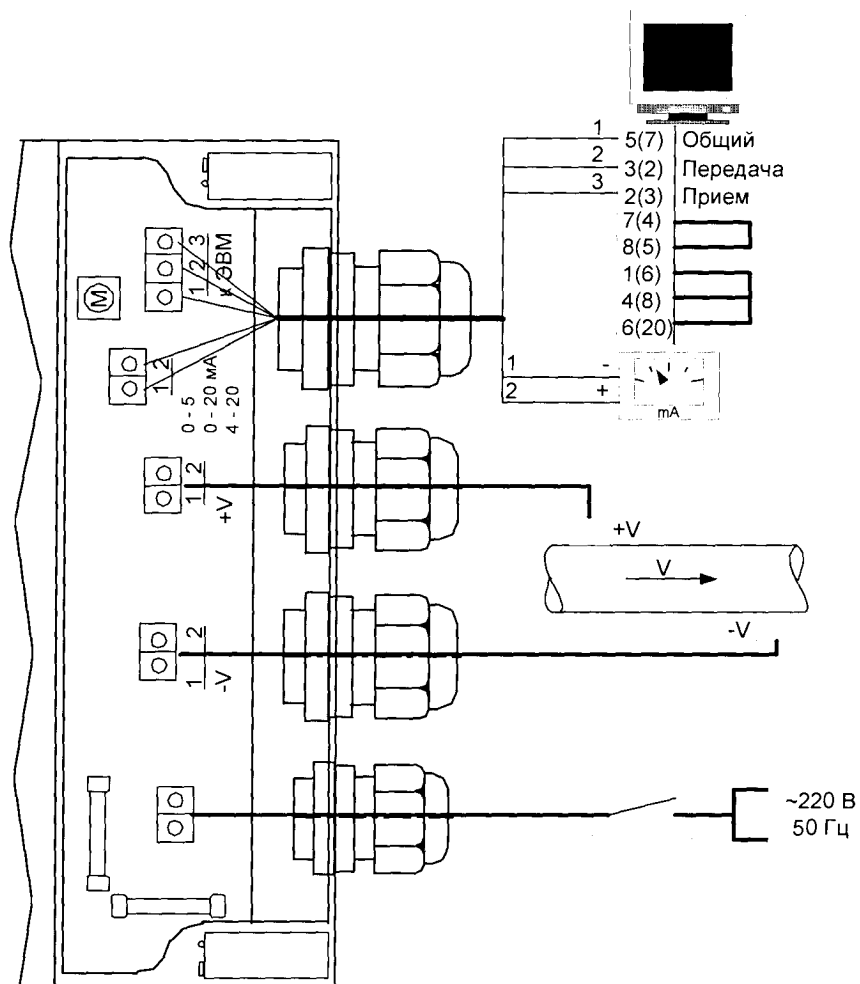 1 5(7) Общий
2 3(2) Передача
3 2(3) Прием
7(4)
8(5)
1(6)
4(8)
6(20)
1 -
2 +
mA
1 2 3
к ЭВМ
М
1 2
0 - 5
0 - 20 мА
4 - 20
1 2
+V
+V
V
-V
1 2
-V
~220 В
50 Гц